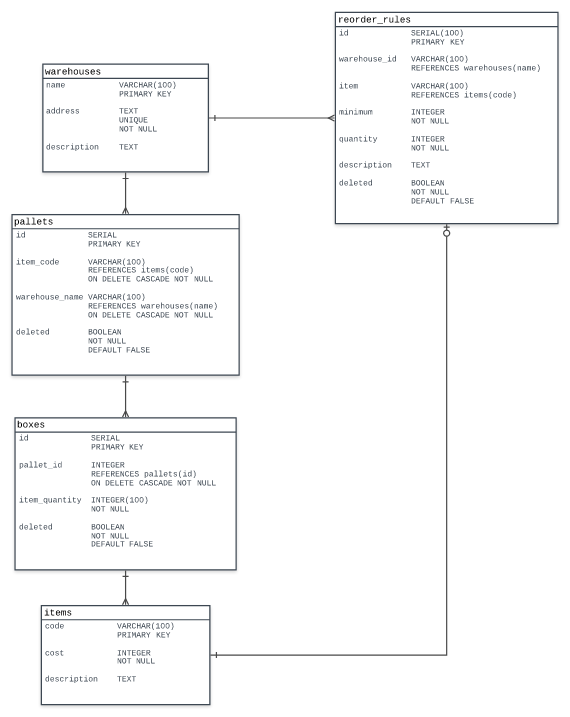 reorder_rules
id SERIAL(100)
PRIMARY KEY
warehouse_id VARCHAR(100)
REFERENCES warehouses(name)
item VARCHAR(100)
REFERENCES items(code)
minimum INTEGER
NOT NULL
quantity INTEGER
NOT NULL
description TEXT
deleted BOOLEAN
NOT NULL
DEFAULT FALSE
warehouses
name VARCHAR(100)
PRIMARY KEY
address TEXT
UNIQUE
NOT NULL
description TEXT
pallets
id SERIAL
PRIMARY KEY
item_code VARCHAR(100)
REFERENCES items(code)
ON DELETE CASCADE NOT NULL
warehouse_name VARCHAR(100)
REFERENCES warehouses(name)
ON DELETE CASCADE NOT NULL
deleted BOOLEAN
NOT NULL
DEFAULT FALSE
boxes
id SERIAL
PRIMARY KEY
pallet_id INTEGER
REFERENCES pallets(id)
ON DELETE CASCADE NOT NULL
item_quantity INTEGER(100)
NOT NULL
deleted BOOLEAN
NOT NULL
DEFAULT FALSE
items
code VARCHAR(100)
PRIMARY KEY
cost INTEGER
NOT NULL
description TEXT